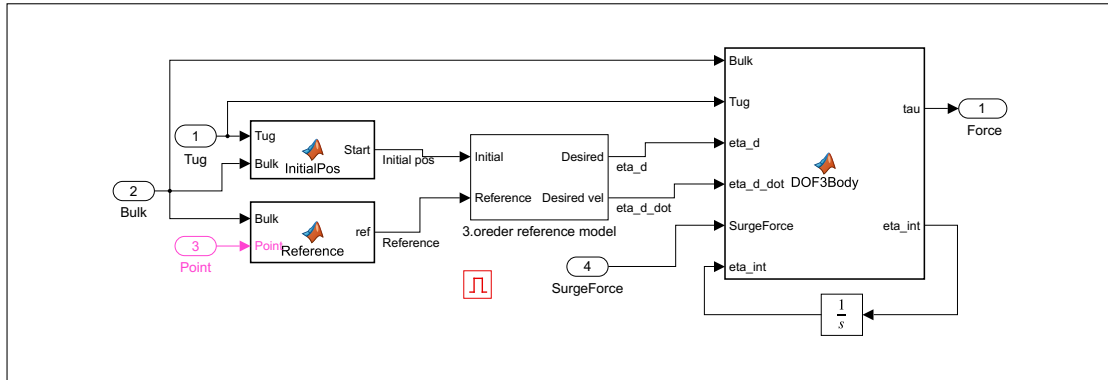 Bulk
Tug
eta_d
eta_d_dot
SurgeForce
eta_int
tau
eta_int
DOF3Body
1
Force
1
Tug
2
Bulk
3
Point
Tug
Bulk
Start
InitialPos
Initial pos
Bulk
Point
ref
Reference
Reference
Initial
Reference
Desired
Desired vel
3.oreder reference model
eta_d
eta_d_dot
4
SurgeForce
1
s